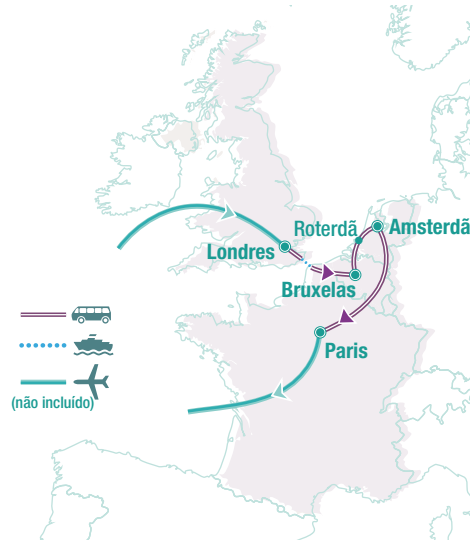 Roterdã
Amsterdã
Londres
Bruxelas
Paris
(não incluído)